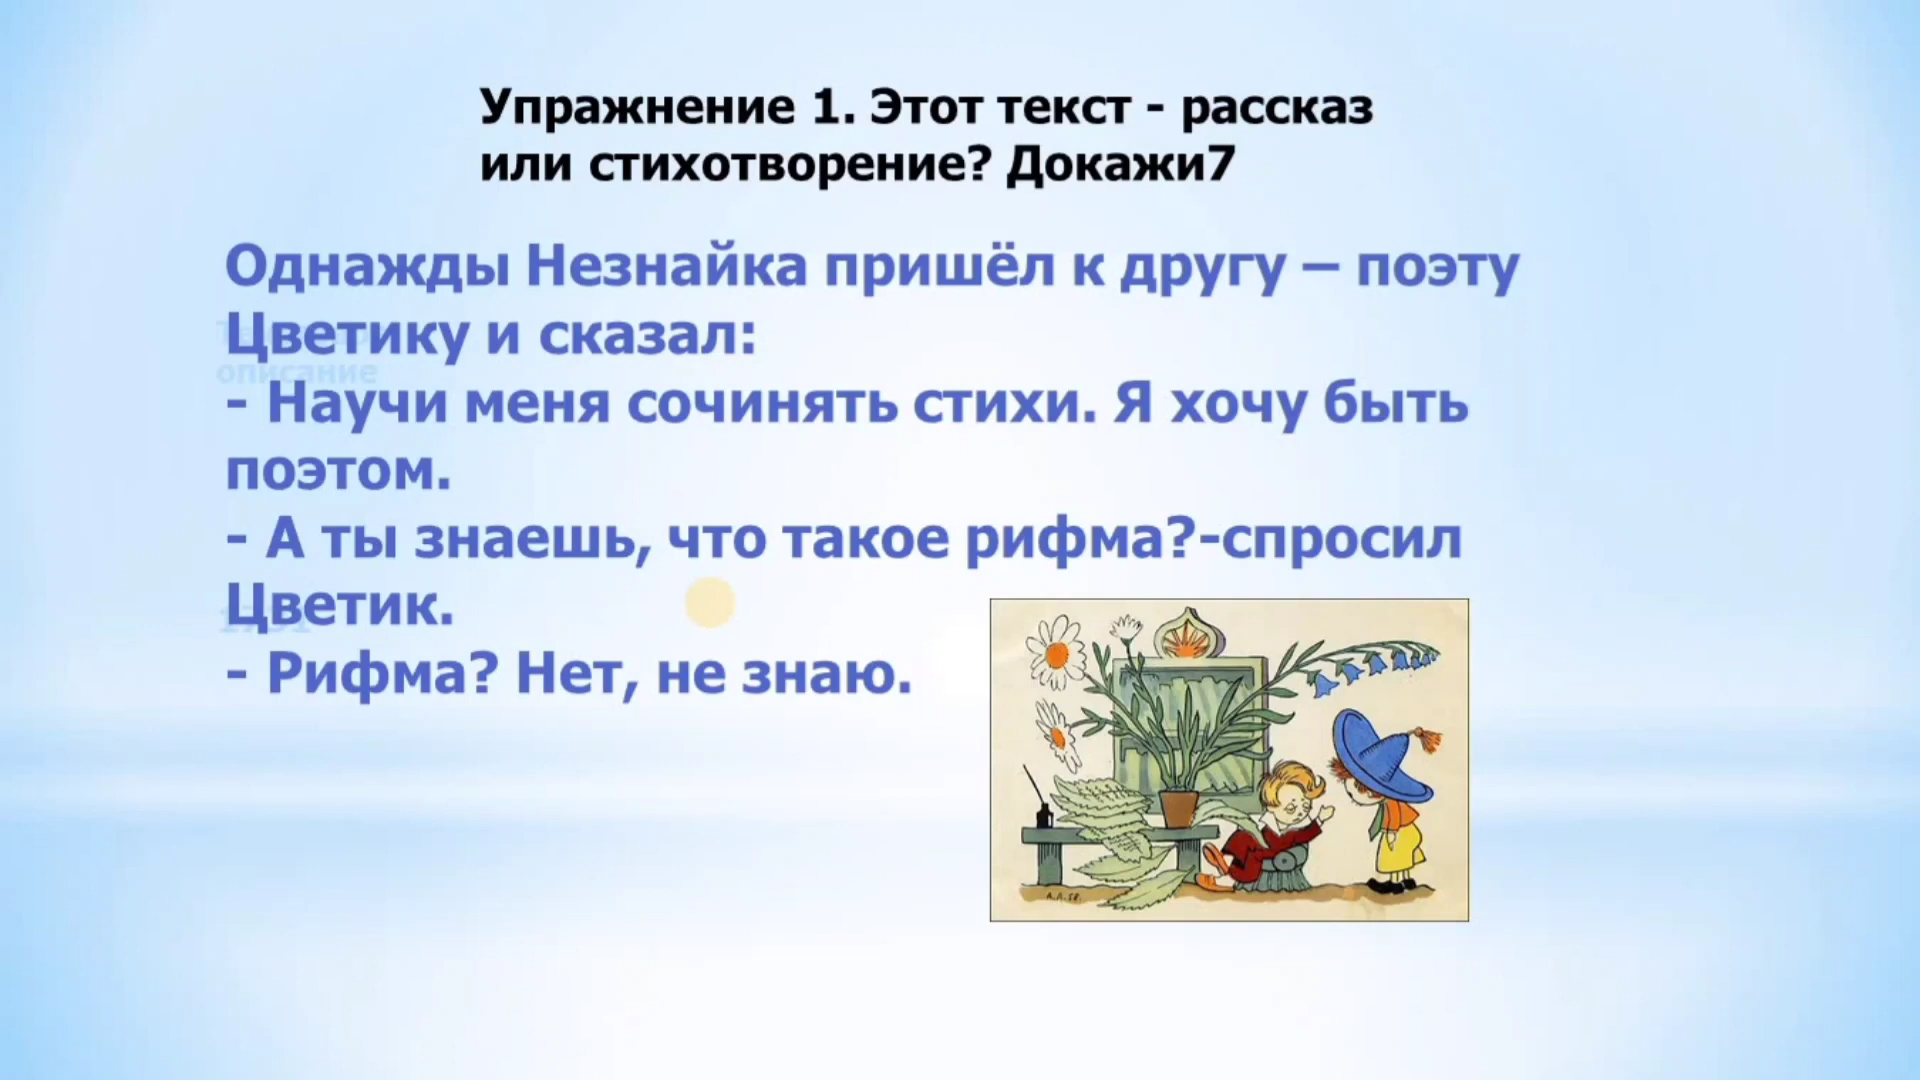 Упражнение 1. Этот текст - рассказ
или стихотворение? Докажи7
Однажды Незнайка пришёл к другу – поэту
Цветику и сказал:
описание
- Научи меня сочинять стихи. Я хочу быть
поэтом.
- А ты знаешь, что такое рифма?-спросил
Цветик.
- Рифма? Нет, не знаю.